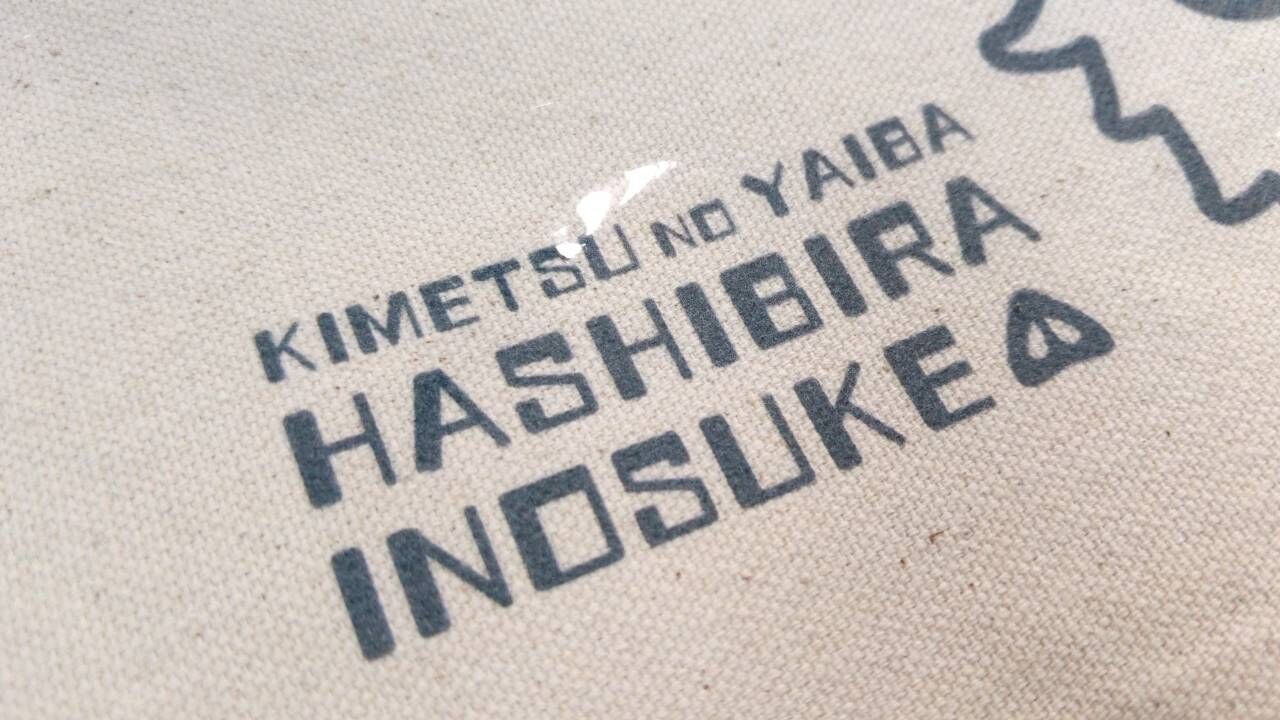 KIMETSU NO YAIBA
HASHIBIRA
INOSUKE